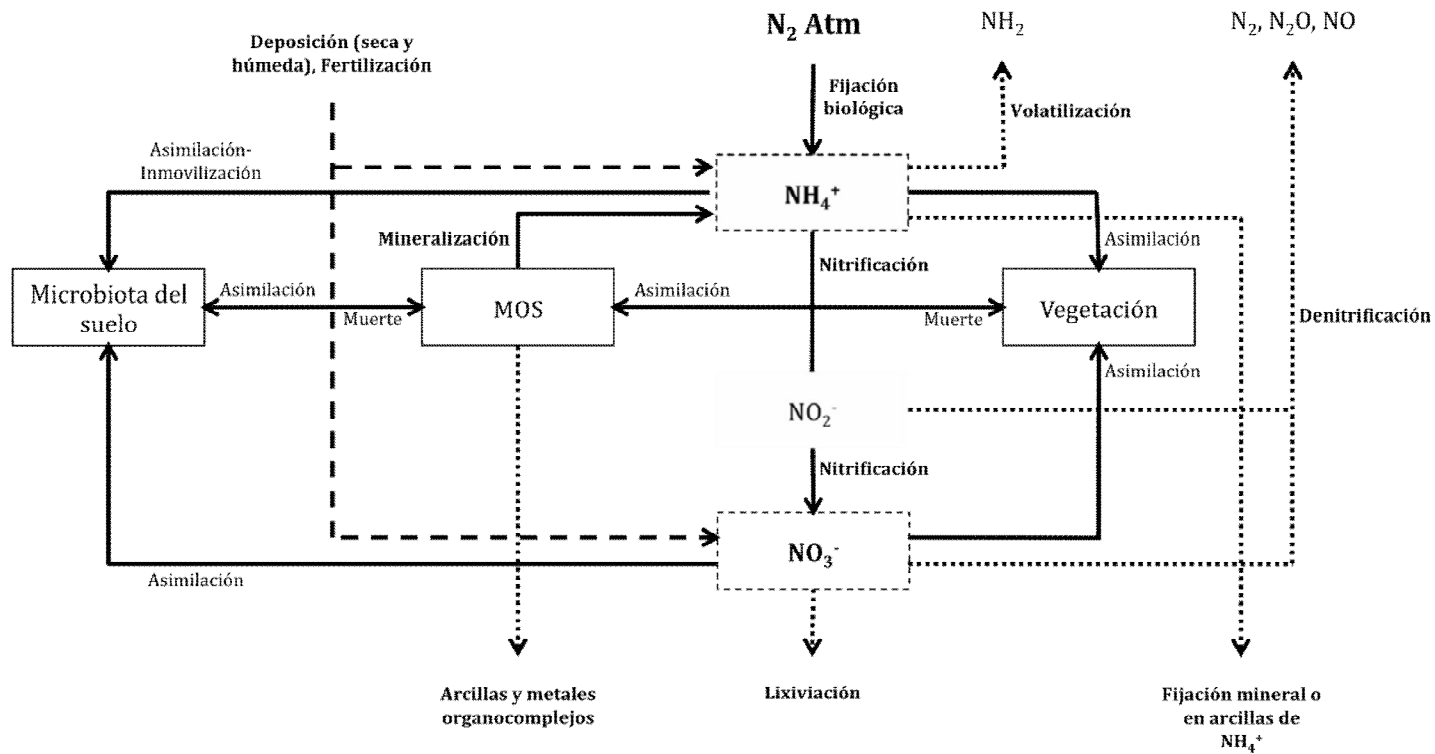 N₂ Atm
NH₂
N₂, N₂O, NO
Deposición (seca y
húmeda), Fertilización
Fijación
biológica
Volatilización
Asimilación-
Inmovilización
NH₄⁺
Mineralización
Asimilación
Nitrificación
Microbiota del
suelo
Asimilación
Muerte
MOS
Asimilación
Muerte
Vegetación
Denitrificación
Asimilación
NO₂⁻
Nitrificación
NO₃⁻
Asimilación
Arcillas y metales
organocomplejos
Lixiviación
Fijación mineral o
en arcillas de
NH₄⁺